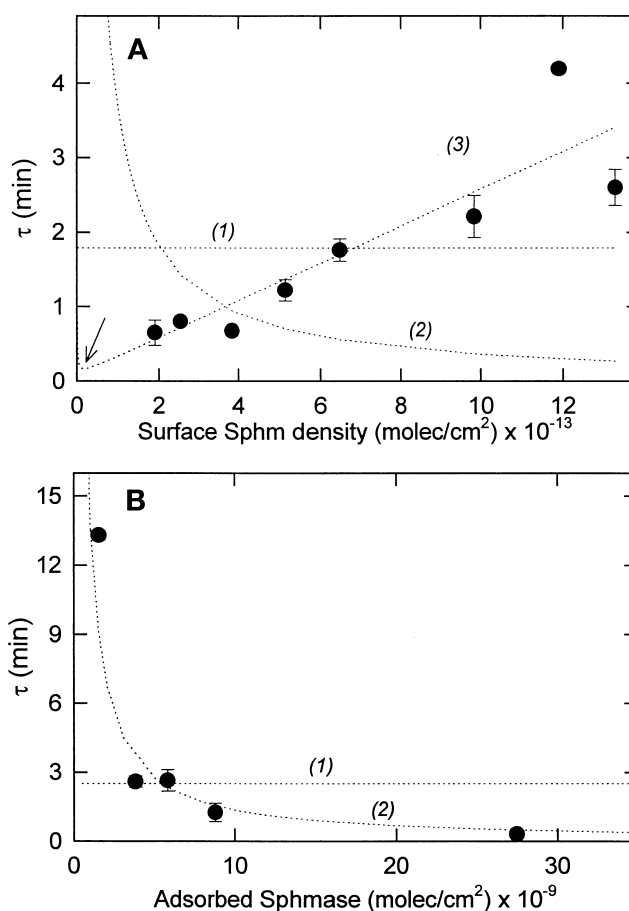 A
4
3
2
1
0
τ (min)
(1)
(2)
(3)
2 4 6 8 10 12
Surface Sphm density (molec/cm²) x 10⁻¹³
B
15
12
9
6
3
0
τ (min)
(1)
(2)
0 10 20 30
Adsorbed Sphmase (molec/cm²) x 10⁻⁹